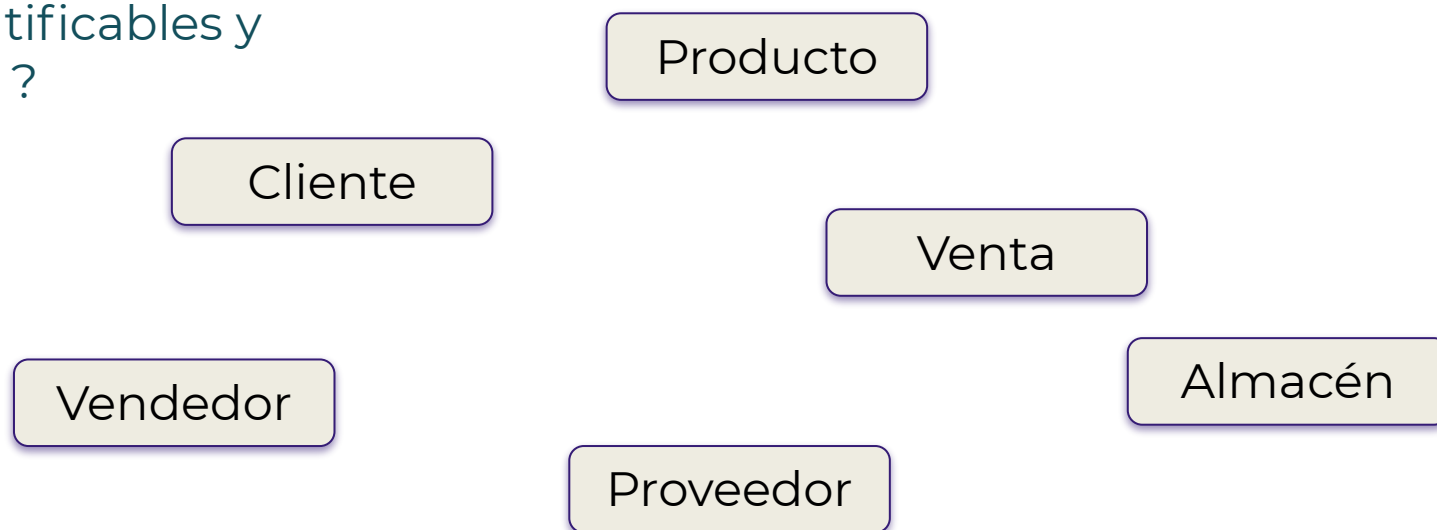 tificables y
?
Producto
Cliente
Venta
Almacén
Vendedor
Proveedor